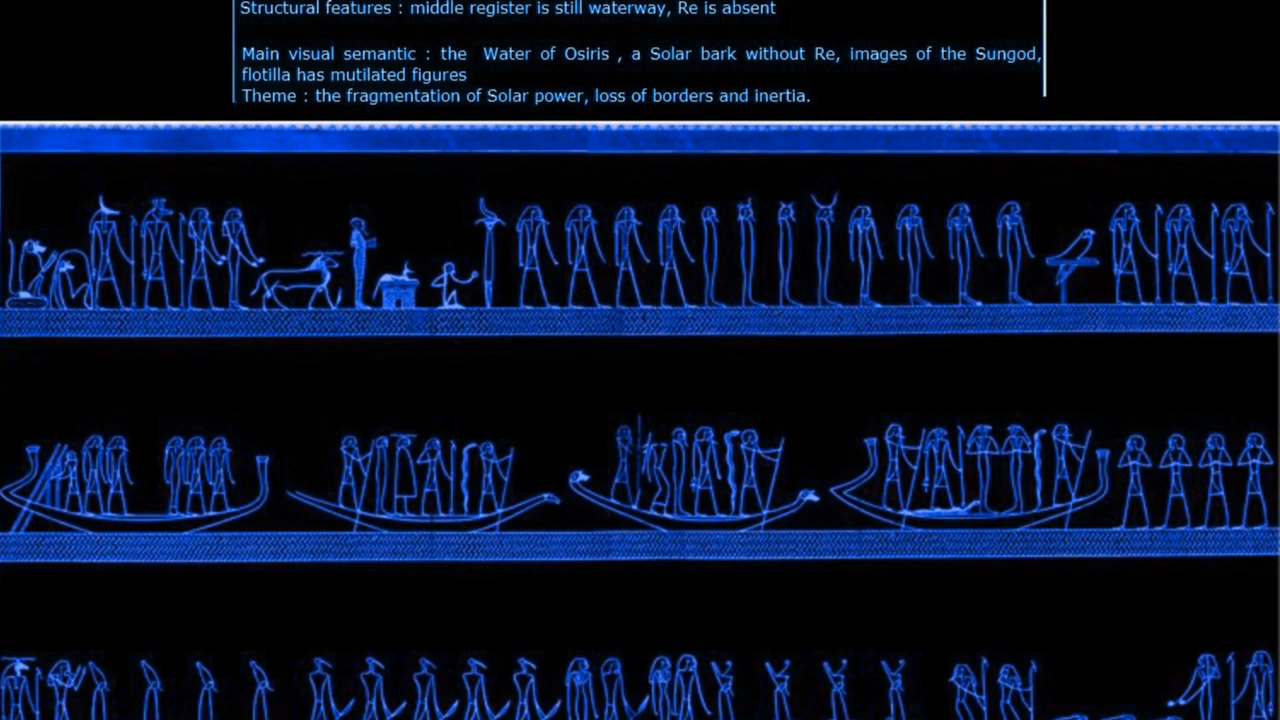 Structural features : middle register is still waterway, Re is absent
Main visual semantic : the Water of Osiris , a Solar bark without Re, images of the Sungod,
flotilla has mutilated figures
Theme : the fragmentation of Solar power, loss of borders and inertia.